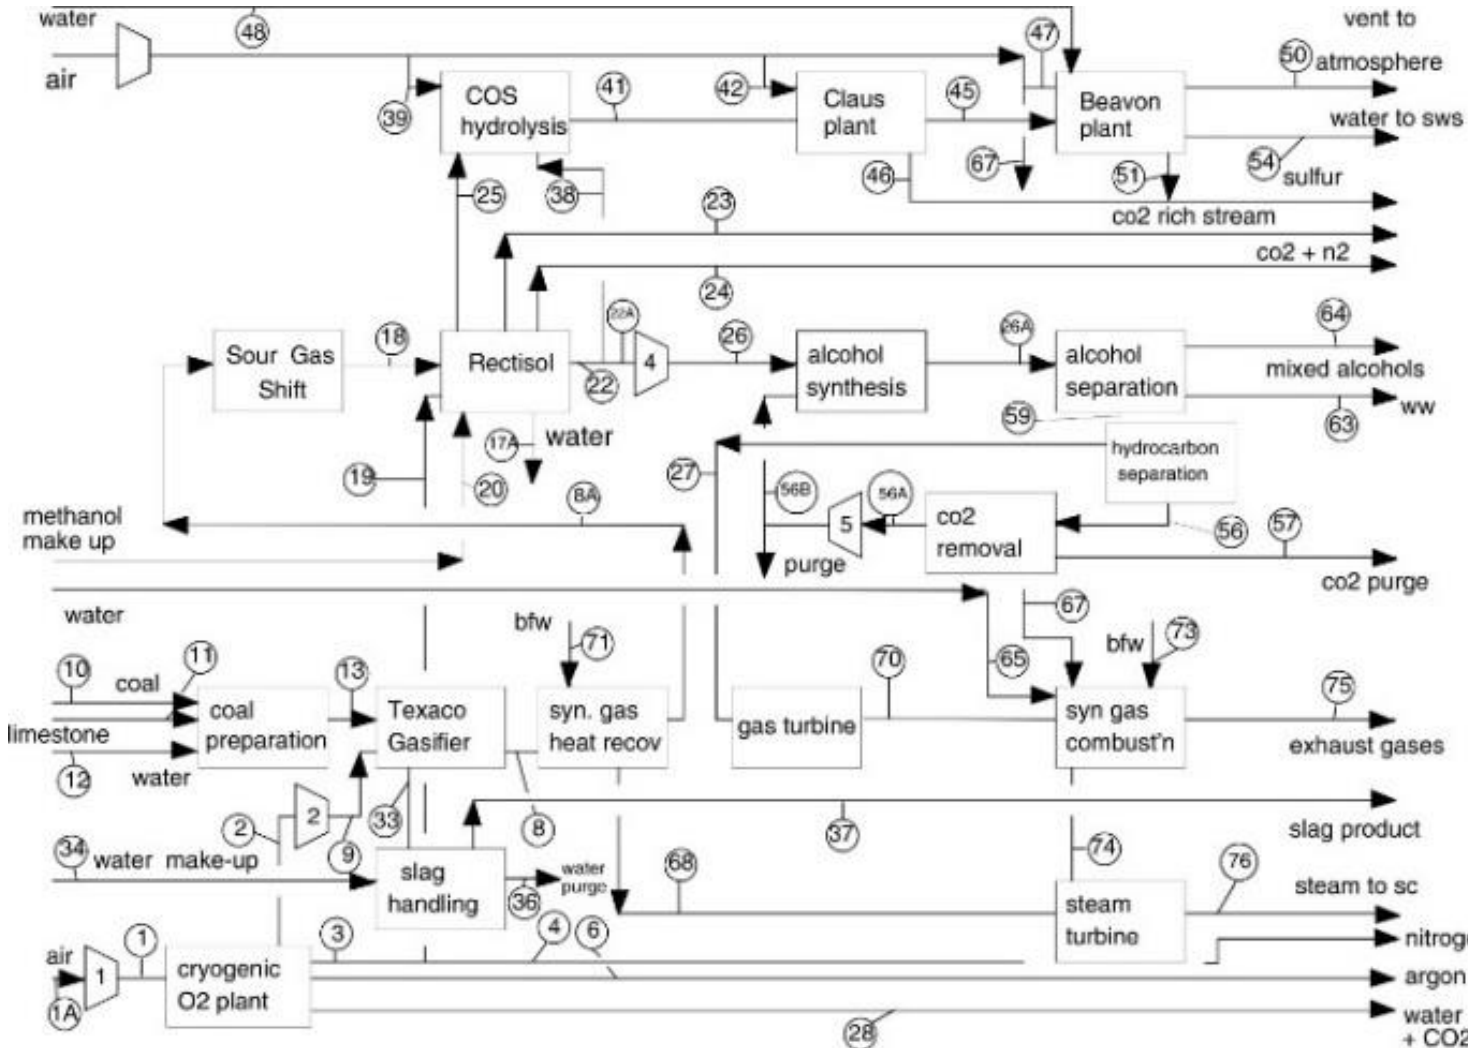 water
48
47
vent to
50
atmosphere
air
COS
hydrolysis
41
42
Claus
plant
45
Beavon
plant
water to sws
39
67
46
51
54
sulfur
25
38
23
co2 rich stream
co2 + n2
24
18
22A
26
26A
64
Sour Gas
Shift
Rectisol
4
alcohol
synthesis
alcohol
separation
mixed alcohols
22
59
63
ww
17A
water
hydrocarbon
separation
19
20
27
8A
56B
56A
5
co2
removal
56
57
methanol
make up
purge
co2 purge
water
bfw
71
67
bfw
73
10
11
coal
13
70
65
75
limestone
coal
preparation
Texaco
Gasifier
syn. gas
heat recov
gas turbine
syn gas
combust'n
exhaust gases
12
water
2
2
9
33
8
37
slag product
34
water make-up
slag
handling
water
purge
36
68
74
76
steam to sc
steam
turbine
air
1
1
cryogenic
O2 plant
3
4
6
nitroge
argon
1A
28
water
+ CO2